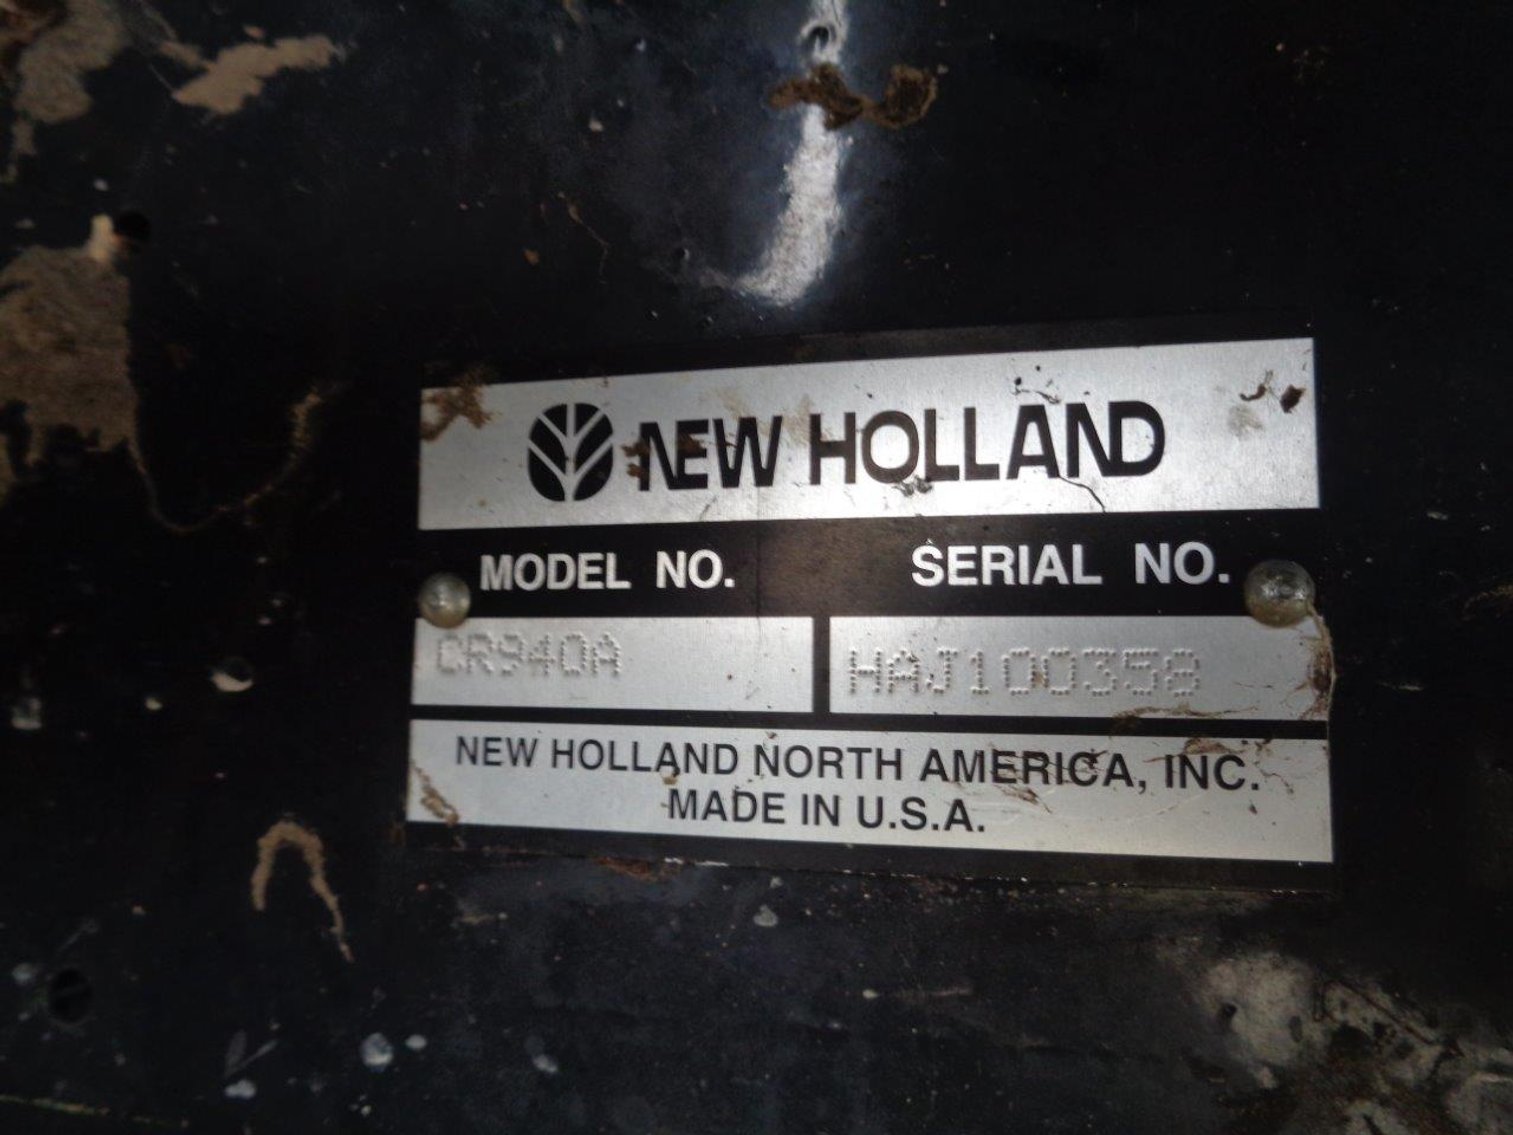 NEW HOLLAND
MODEL NO. SERIAL NO.
CR940A HAJ100358
NEW HOLLAND NORTH AMERICA, INC.
MADE IN U.S.A.